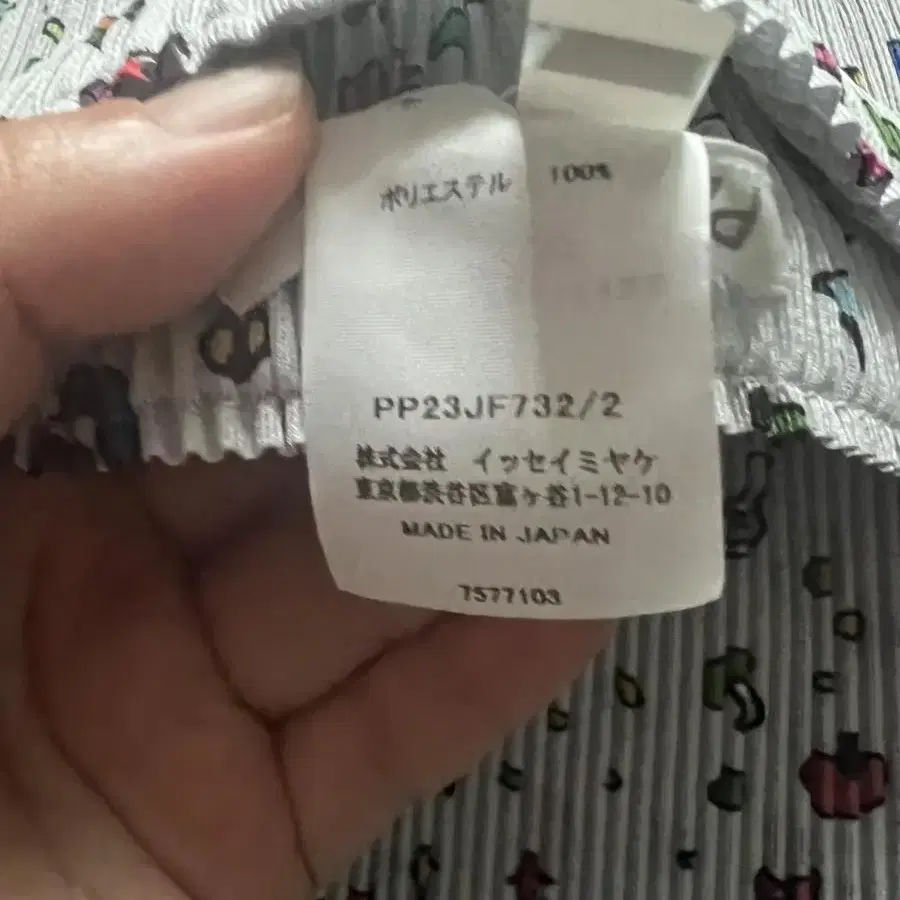 ポリエステル 100%
PP23JF732/2
株式会社 イッセイミヤケ
東京都渋谷区富ヶ谷1-12-10
MADE IN JAPAN
7577103